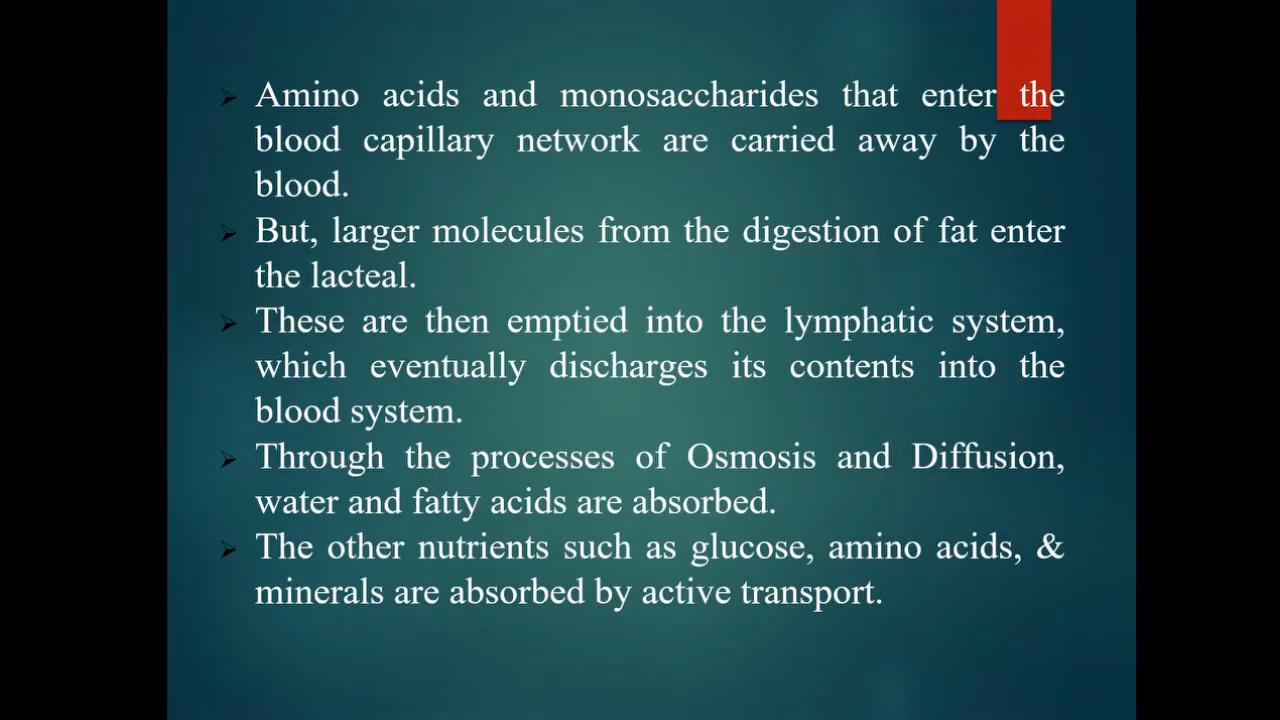 Amino acids and monosaccharides that enter the
blood capillary network are carried away by the
blood.
But, larger molecules from the digestion of fat enter
the lacteal.
These are then emptied into the lymphatic system,
which eventually discharges its contents into the
blood system.
Through the processes of Osmosis and Diffusion,
water and fatty acids are absorbed.
The other nutrients such as glucose, amino acids, &
minerals are absorbed by active transport.